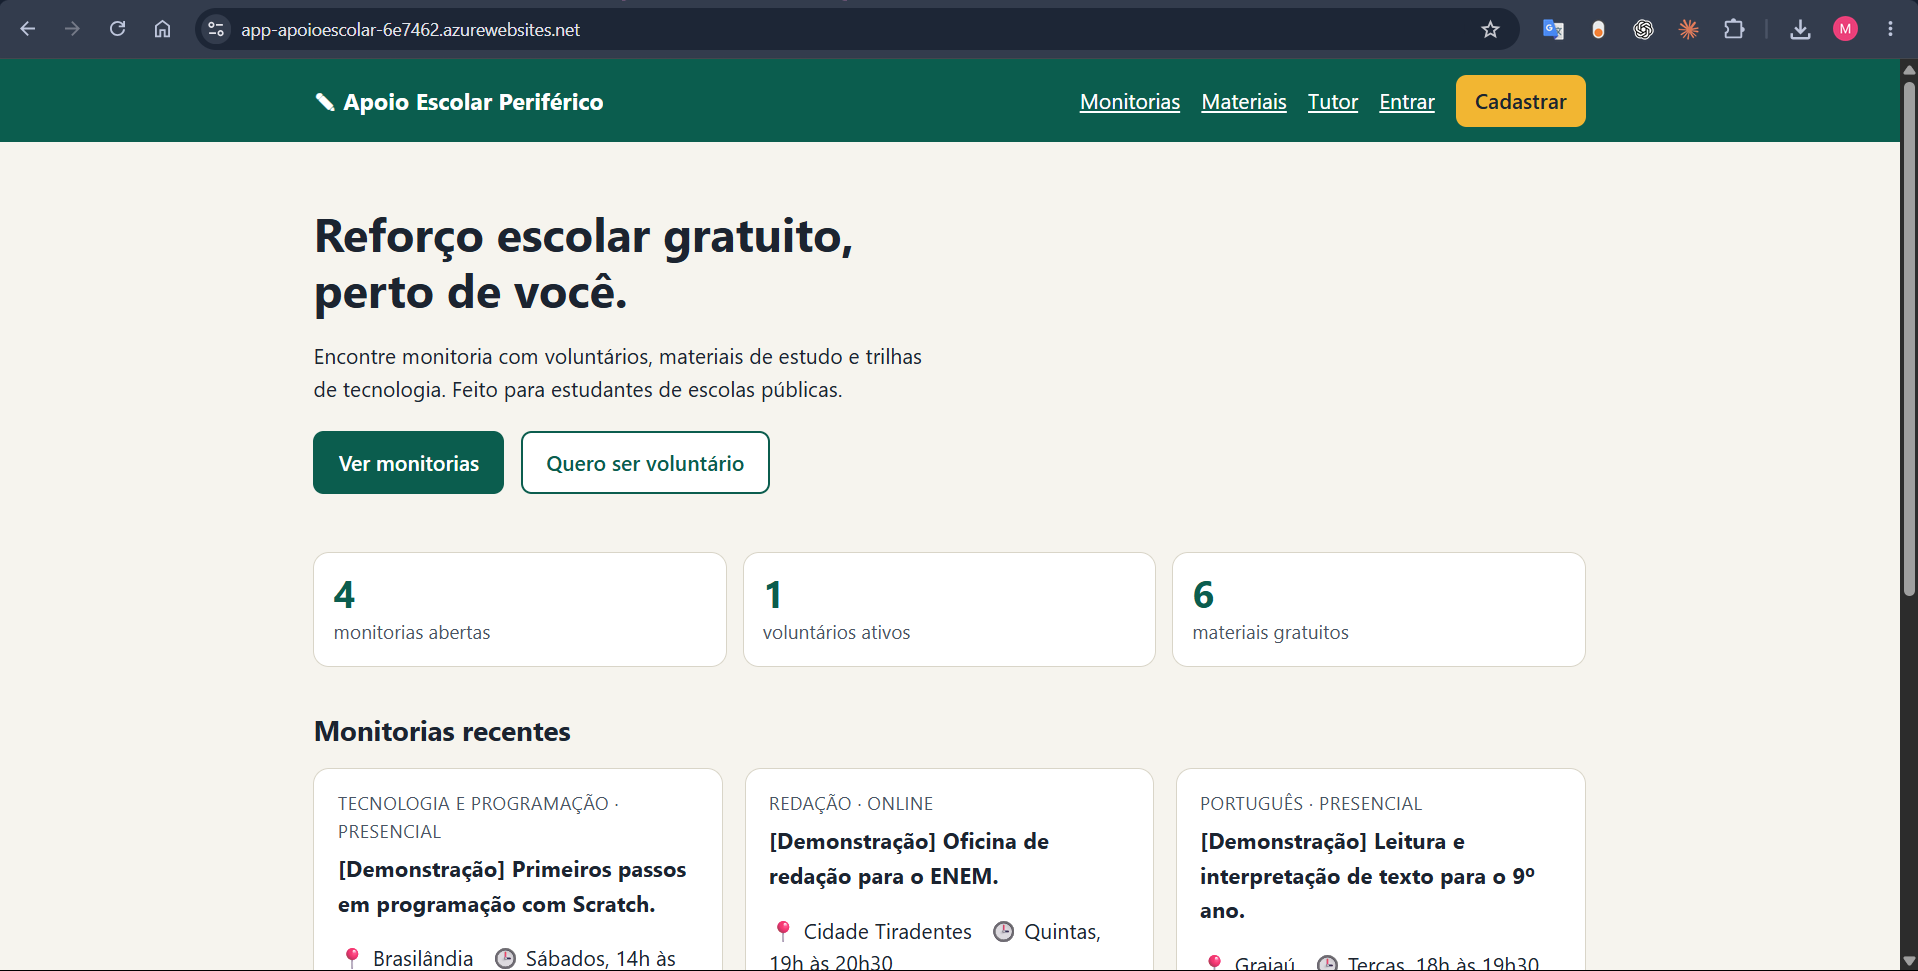 app-apoioescolar-6e7462.azurewebsites.net
M
Apoio Escolar Periférico
Monitorias Materiais Tutor Entrar Cadastrar
Reforço escolar gratuito,
perto de você.
Encontre monitoria com voluntários, materiais de estudo e trilhas
de tecnologia. Feito para estudantes de escolas públicas.
Ver monitorias Quero ser voluntário
4
monitorias abertas
1
voluntários ativos
6
materiais gratuitos
Monitorias recentes
TECNOLOGIA E PROGRAMAÇÃO ·
PRESENCIAL
[Demonstração] Primeiros passos
em programação com Scratch.
Brasilândia Sábados, 14h às
REDAÇÃO · ONLINE
[Demonstração] Oficina de
redação para o ENEM.
Cidade Tiradentes Quintas,
19h às 20h30
PORTUGUÊS · PRESENCIAL
[Demonstração] Leitura e
interpretação de texto para o 9º
ano.
Grajaú Terças, 18h às 19h30